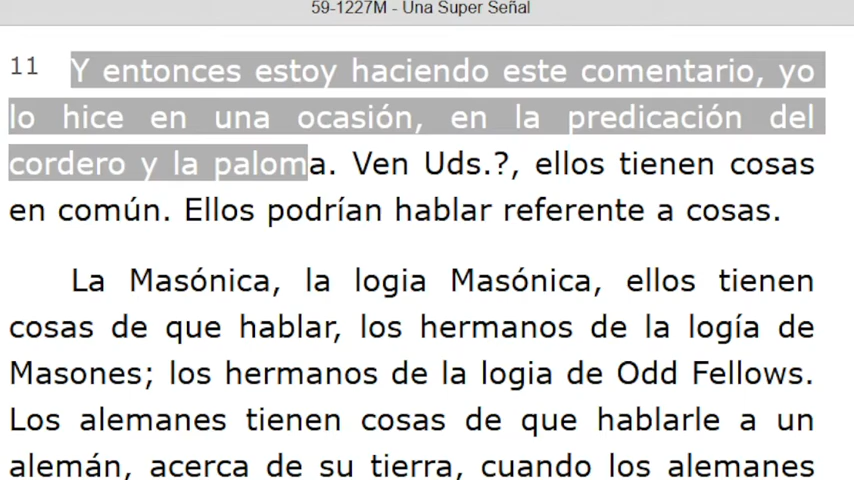 59-1227M - Una Super Señal
11 Y entonces estoy haciendo este comentario, yo
lo hice en una ocasión, en la predicación del
cordero y la paloma. Ven Uds.?, ellos tienen cosas
en común. Ellos podrían hablar referente a cosas.
La Masónica, la logia Masónica, ellos tienen
cosas de que hablar, los hermanos de la logía de
Masones; los hermanos de la logia de Odd Fellows.
Los alemanes tienen cosas de que hablarle a un
alemán, acerca de su tierra, cuando los alemanes